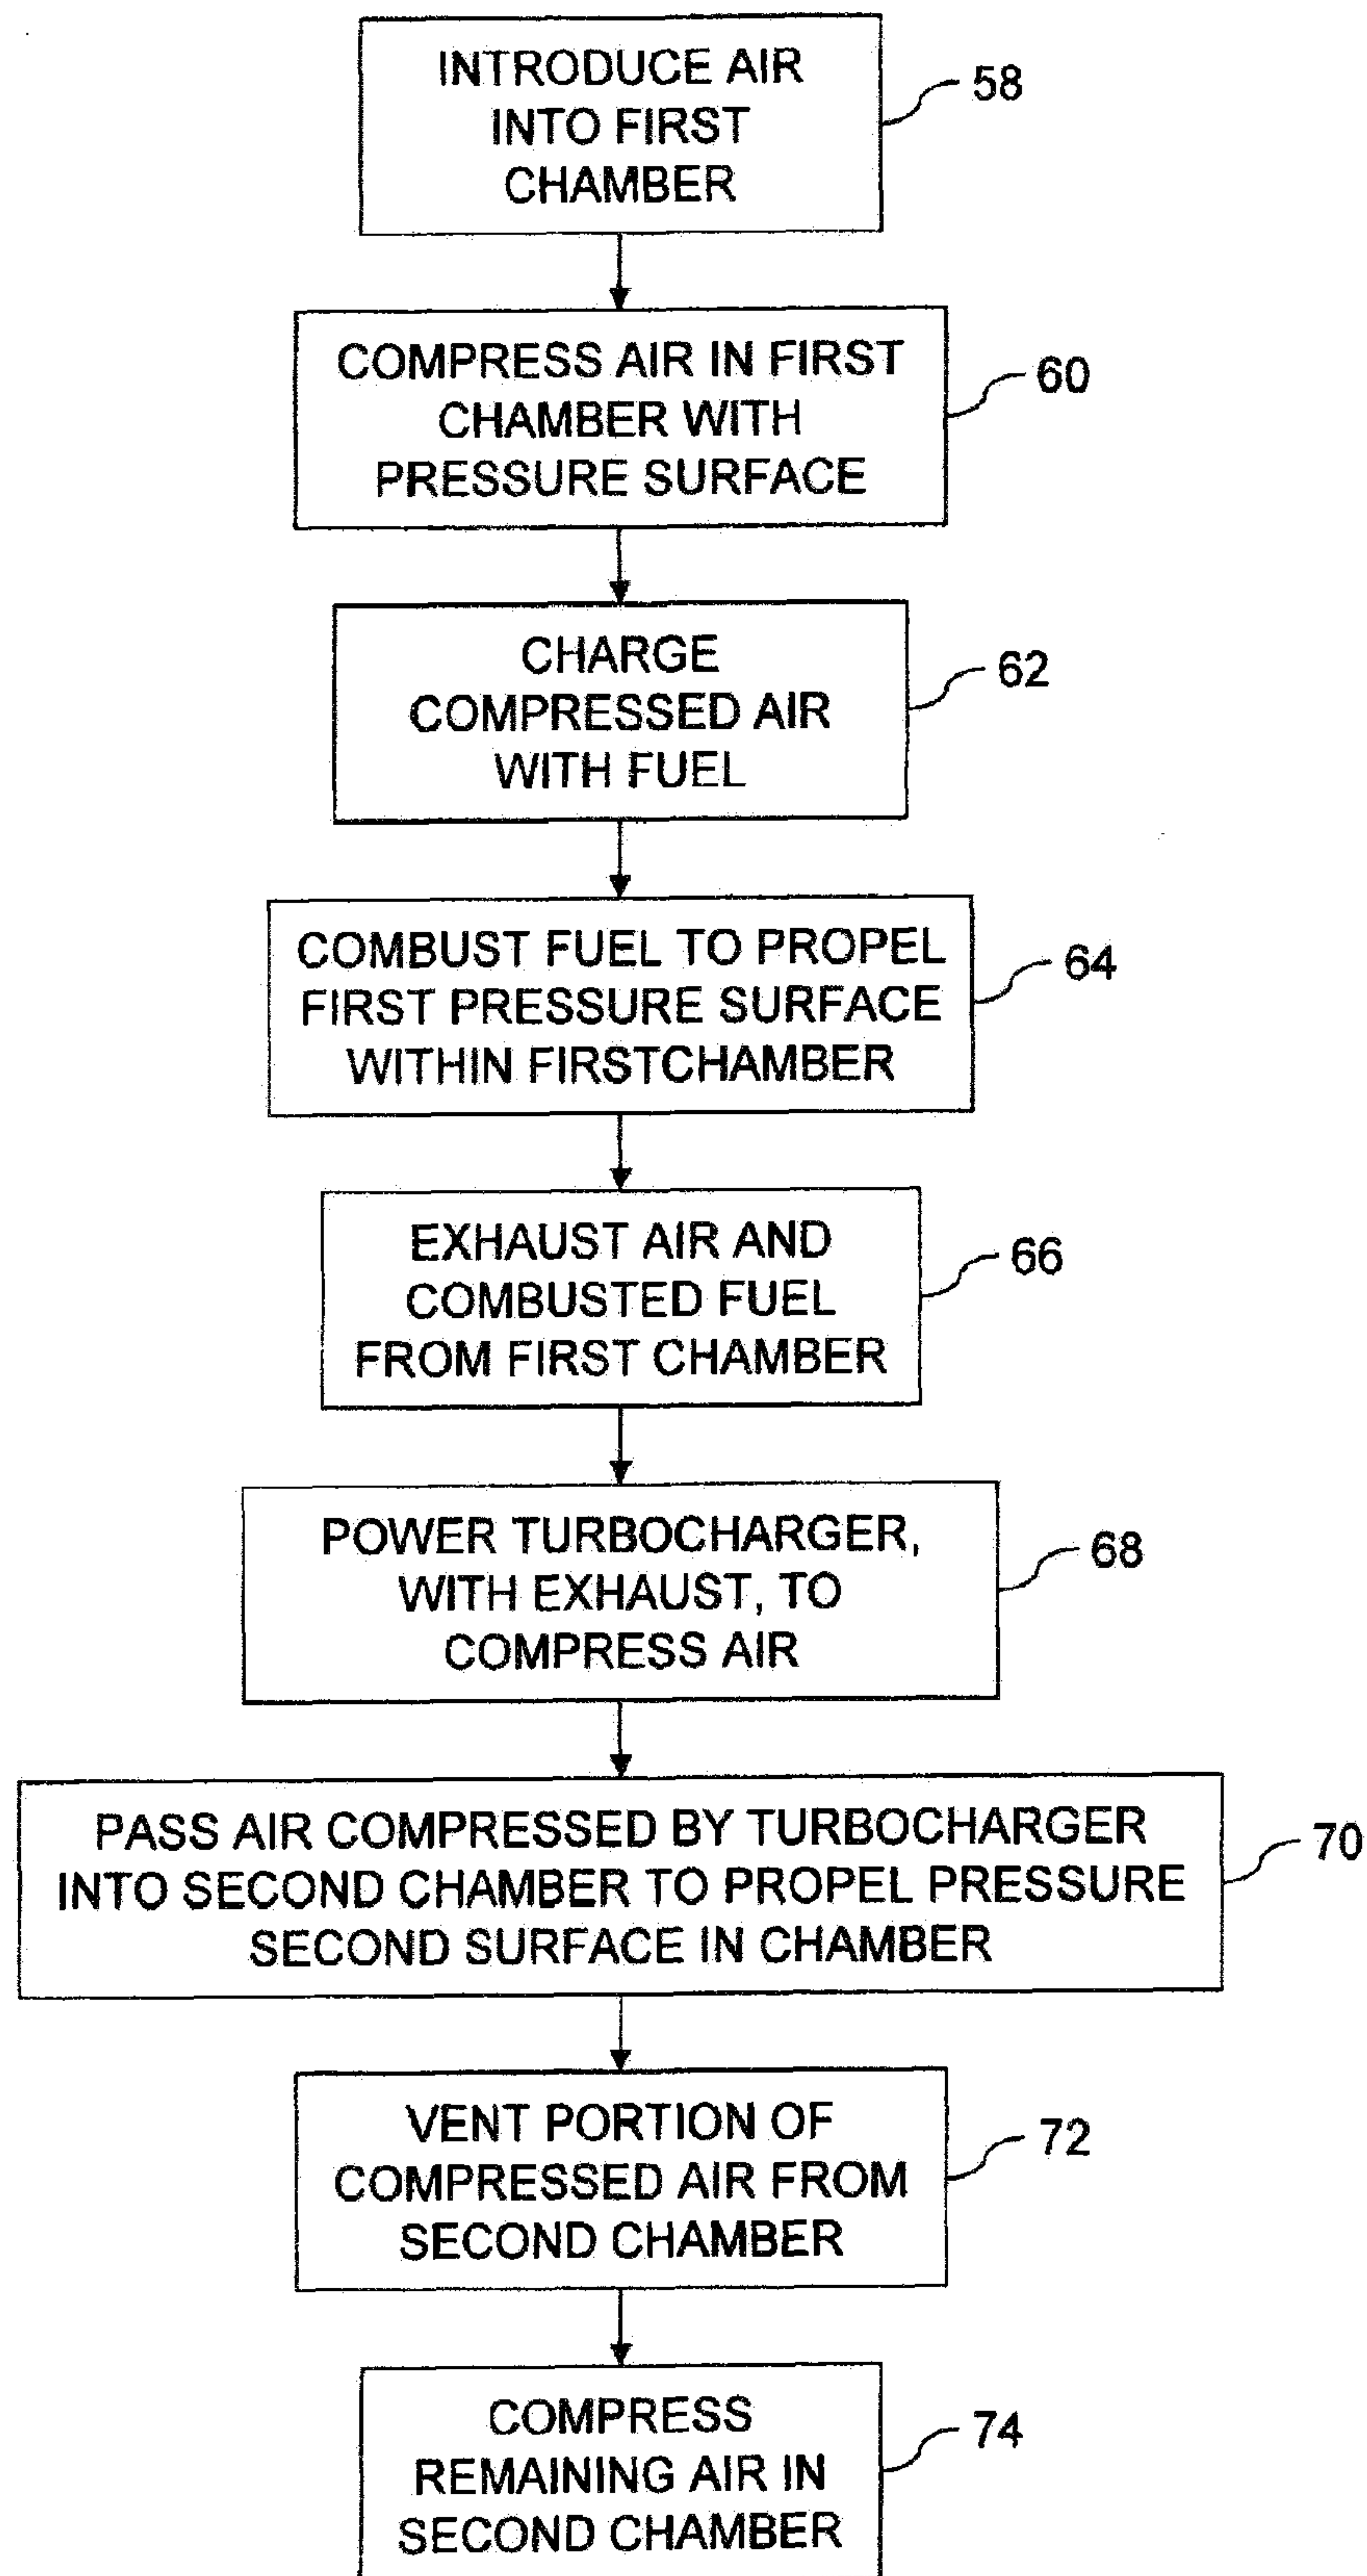 INTRODUCE AIR
INTO FIRST
CHAMBER
58
COMPRESS AIR IN FIRST
CHAMBER WITH
PRESSURE SURFACE
60
CHARGE
COMPRESSED AIR
WITH FUEL
62
COMBUST FUEL TO PROPEL
FIRST PRESSURE SURFACE
WITHIN FIRSTCHAMBER
64
EXHAUST AIR AND
COMBUSTED FUEL
FROM FIRST CHAMBER
66
POWER TURBOCHARGER,
WITH EXHAUST, TO
COMPRESS AIR
68
PASS AIR COMPRESSED BY TURBOCHARGER
INTO SECOND CHAMBER TO PROPEL PRESSURE
SECOND SURFACE IN CHAMBER
70
VENT PORTION OF
COMPRESSED AIR FROM
SECOND CHAMBER
72
COMPRESS
REMAINING AIR IN
SECOND CHAMBER
74